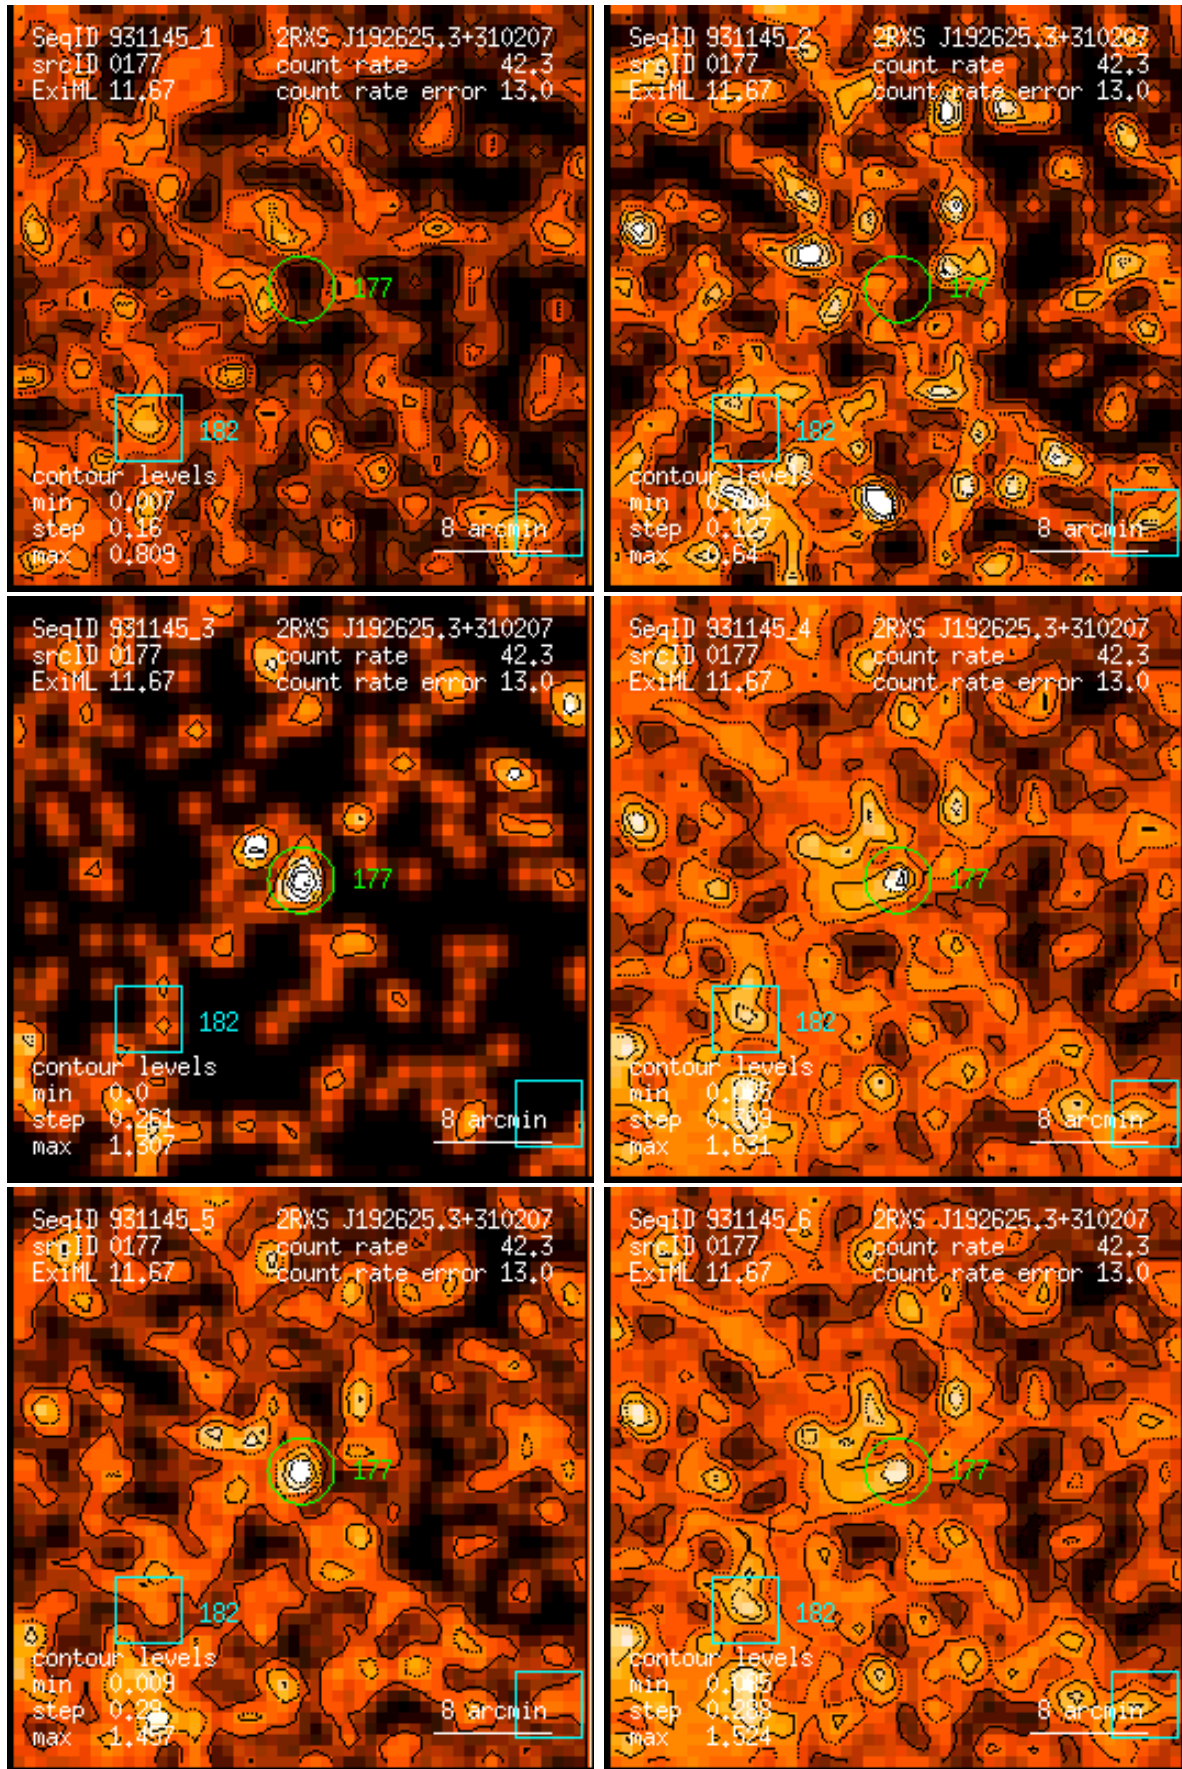 SeqID 931145_1 2RXS J192625.3+310207
srcID 0177 count rate 42.3
ExiML 11.67 count rate error 13.0
177
182
contour levels
min 0.007
step 0.16 8 arcmin
max 0.809
SeqID 931145_2 2RXS J192625.3+310207
srcID 0177 count rate 42.3
ExiML 11.67 count rate error 13.0
177
182
contour levels
min
step 0.127 8 arcmin
max 0.64
SeqID 931145_3 2RXS J192625.3+310207
srcID 0177 count rate 42.3
ExiML 11.67 count rate error 13.0
177
182
contour levels
min 0.0
step 0.261 8 arcmin
max 1.307
SeqID 931145_4 2RXS J192625.3+310207
srcID 0177 count rate 42.3
ExiML 11.67 count rate error 13.0
177
182
contour levels
min
step 8 arcmin
max 1.631
SeqID 931145_5 2RXS J192625.3+310207
srcID 0177 count rate 42.3
ExiML 11.67 count rate error 13.0
177
182
contour levels
min 0.009
step 8 arcmin
max 1.457
SeqID 931145_6 2RXS J192625.3+310207
srcID 0177 count rate 42.3
ExiML 11.67 count rate error 13.0
177
182
contour levels
min
step 8 arcmin
max 1.524